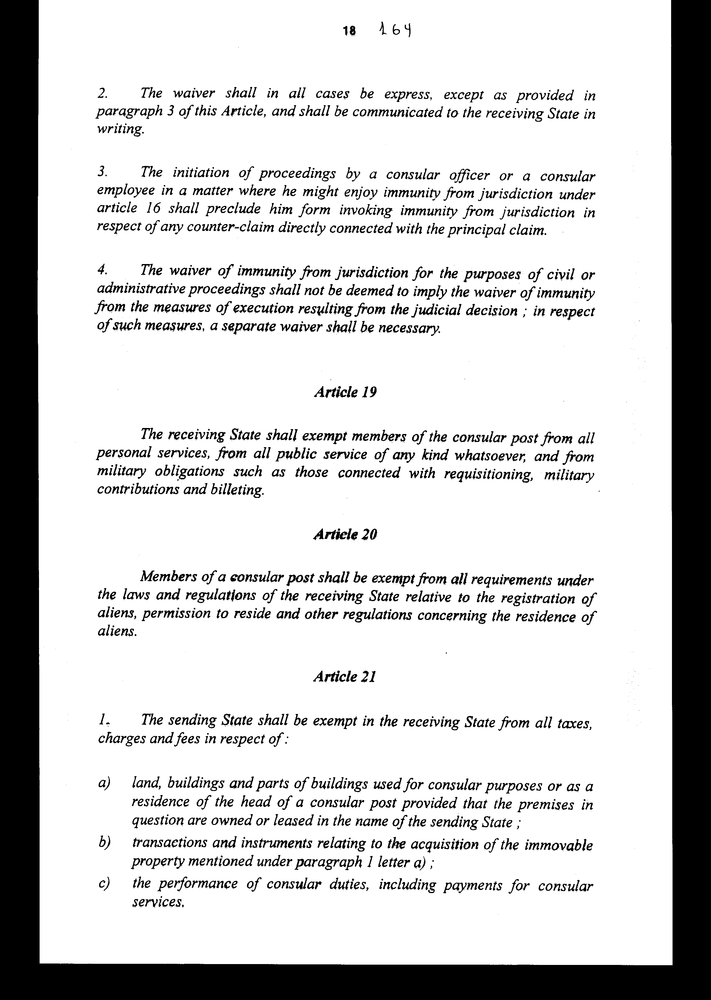 18 164
2. The waiver shall in all cases be express, except as provided in
paragraph 3 of this Article, and shall be communicated to the receiving State in
writing.
3. The initiation of proceedings by a consular officer or a consular
employee in a matter where he might enjoy immunity from jurisdiction under
article 16 shall preclude him form invoking immunity from jurisdiction in
respect of any counter-claim directly connected with the principal claim.
4. The waiver of immunity from jurisdiction for the purposes of civil or
administrative proceedings shall not be deemed to imply the waiver of immunity
from the measures of execution resulting from the judicial decision ; in respect
of such measures, a separate waiver shall be necessary.
Article 19
The receiving State shall exempt members of the consular post from all
personal services, from all public service of any kind whatsoever, and from
military obligations such as those connected with requisitioning, military
contributions and billeting.
Article 20
Members of a consular post shall be exempt from all requirements under
the laws and regulations of the receiving State relative to the registration of
aliens, permission to reside and other regulations concerning the residence of
aliens.
Article 21
1. The sending State shall be exempt in the receiving State from all taxes,
charges and fees in respect of :
a) land, buildings and parts of buildings used for consular purposes or as a
residence of the head of a consular post provided that the premises in
question are owned or leased in the name of the sending State ;
b) transactions and instruments relating to the acquisition of the immovable
property mentioned under paragraph 1 letter a) ;
c) the performance of consular duties, including payments for consular
services.